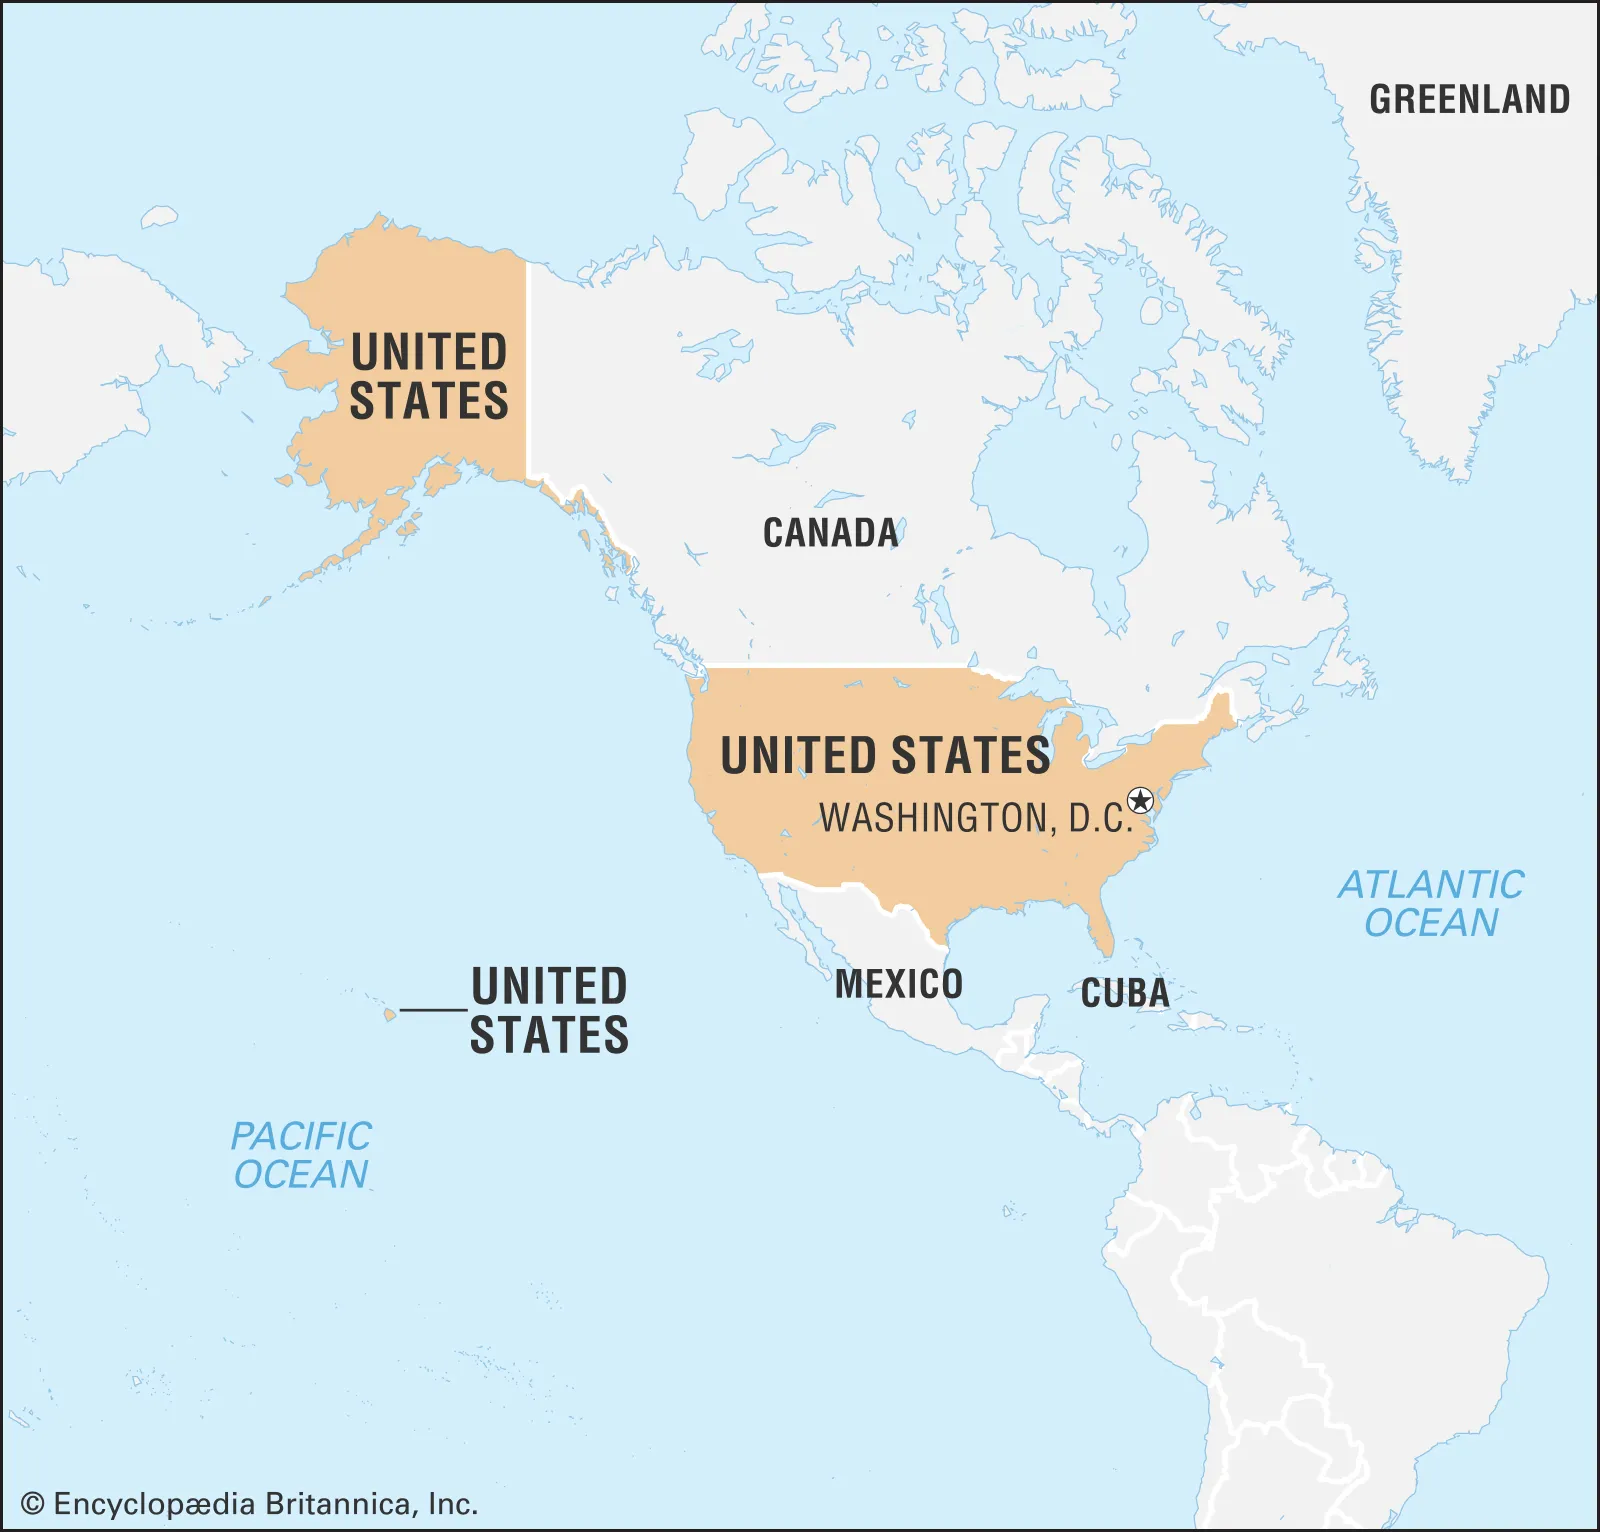 GREENLAND
UNITED
STATES
CANADA
UNITED STATES
WASHINGTON, D.C.
ATLANTIC
OCEAN
MEXICO
CUBA
UNITED
STATES
PACIFIC
OCEAN
© Encyclopædia Britannica, Inc.